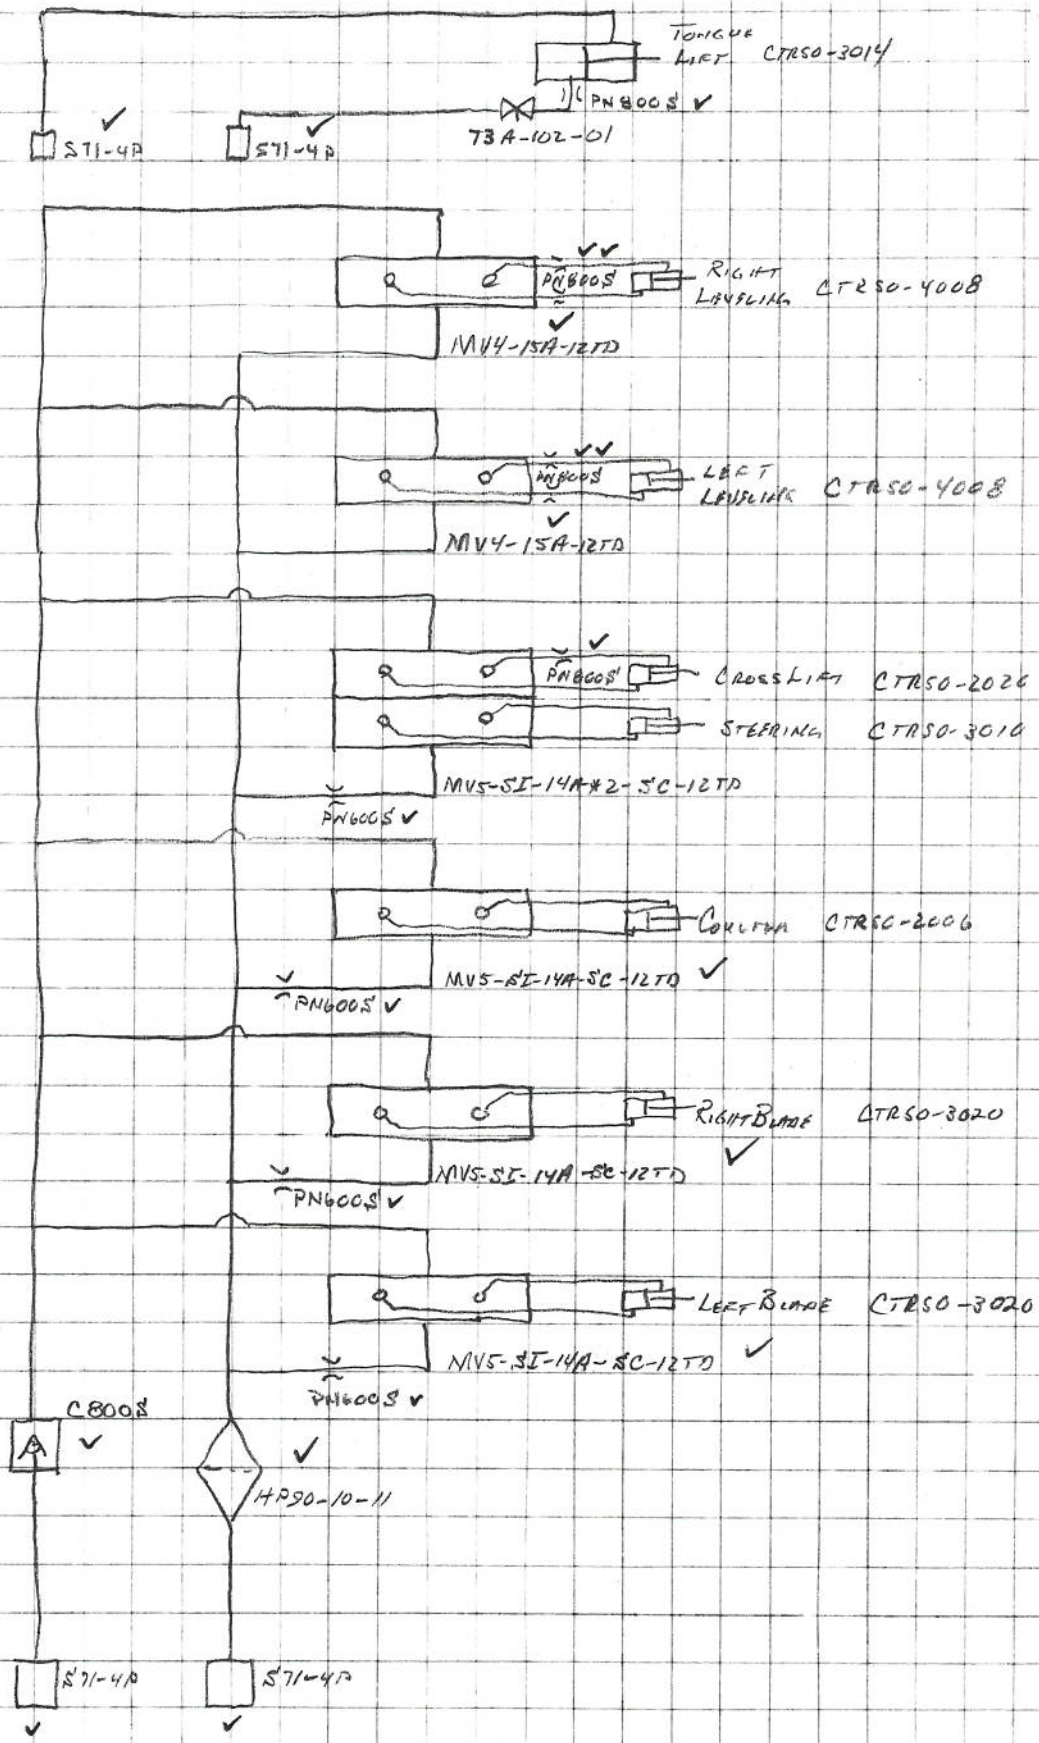 TONGUE
LIFT CTRSO-3014
PN800S ✓
73A-102-01
S71-4P
S71-4P
PN800S
RIGHT
LEVELING CTRSO-4008
MV4-15A-12TD
PN800S
LEFT
LEVELING CTRSO-4008
MV4-15A-12TD
PN800S
CROSSLIFT CTRSO-2026
STEERING CTRSO-3010
MV5-SI-14A*2-SC-12TD
PN600S ✓
CTRSO-2006
MV5-SI-14A-SC-12TD ✓
PN600S ✓
RIGHT BLADE CTRSO-3020
MV5-SI-14A-SC-12TD
PN600S ✓
LEFT BLADE CTRSO-3020
MV5-SI-14A-SC-12TD ✓
PN600S ✓
C800S
HP90-10-11
S71-4P
S71-4P